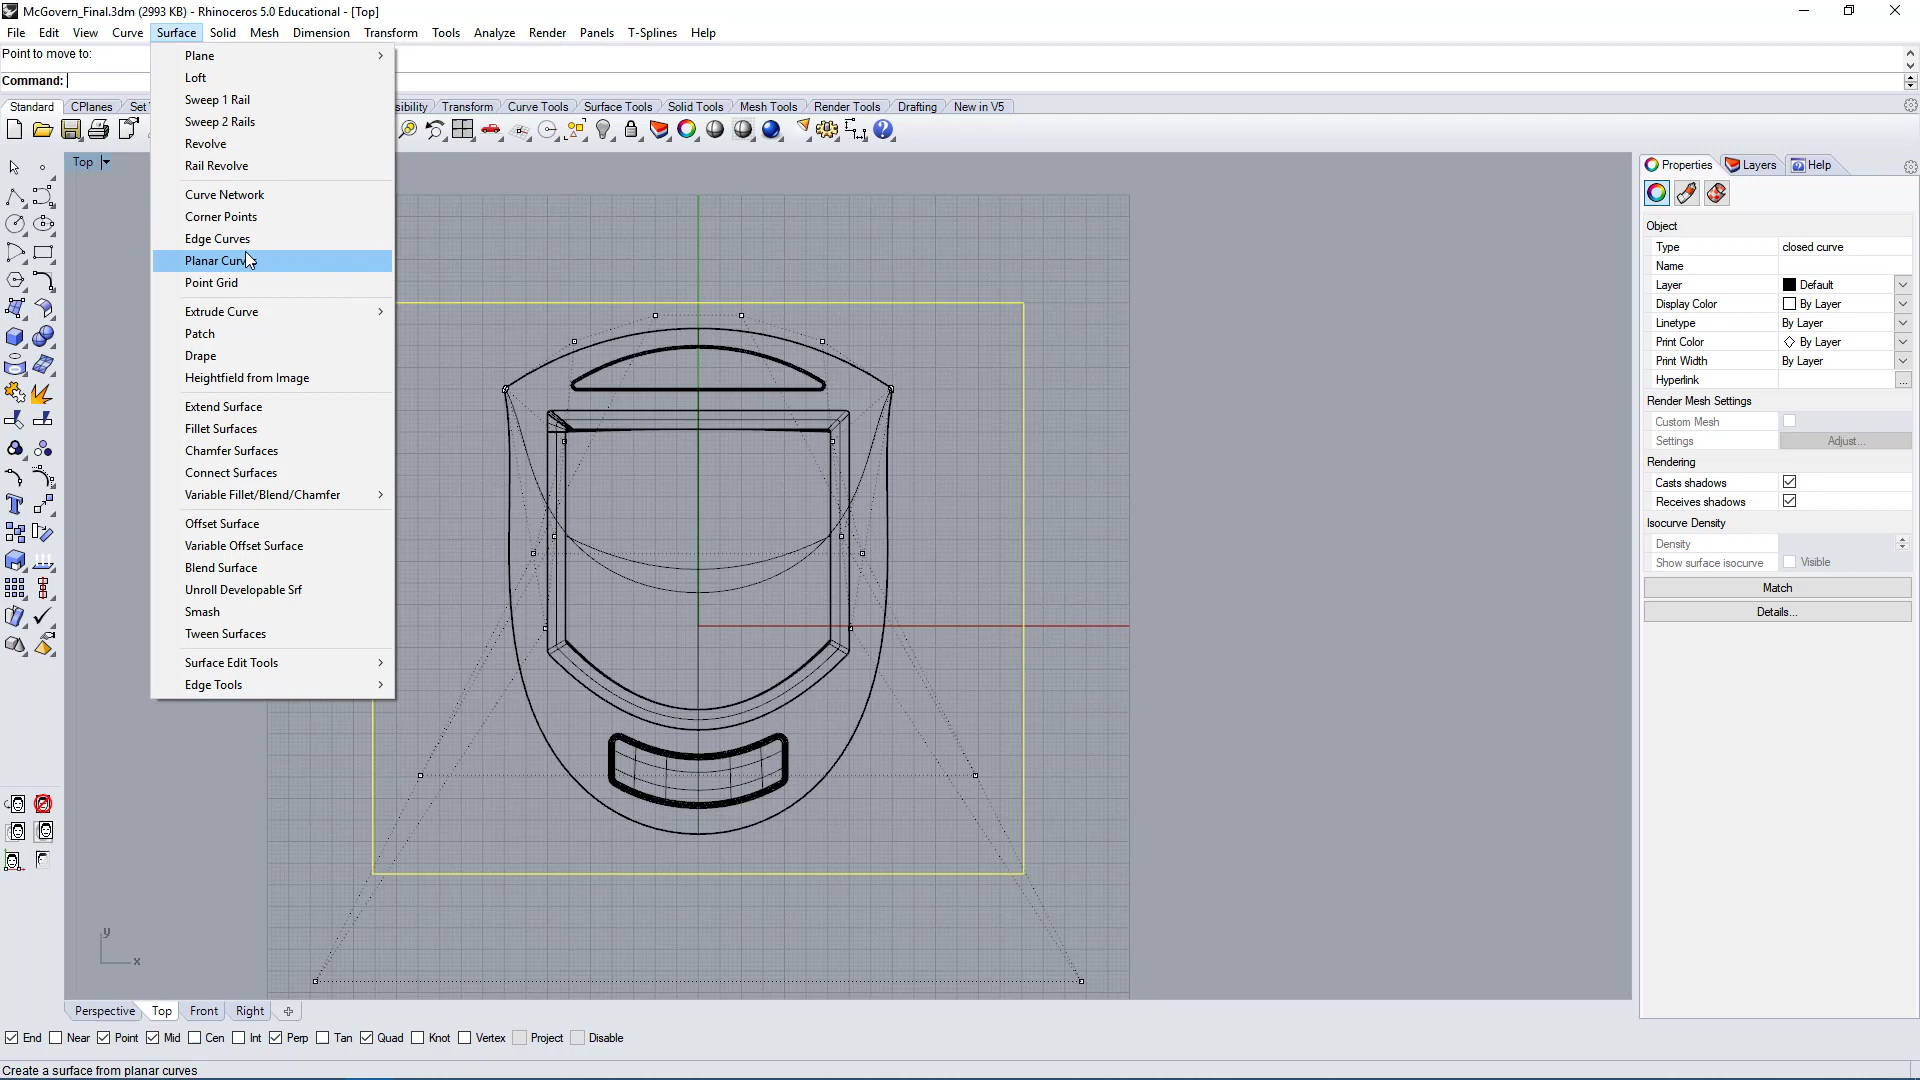 McGovern_Final.3dm (2993 KB) - Rhinoceros 5.0 Educational - [Top]
File Edit View Curve Surface Solid Mesh Dimension Transform Tools Analyze Render Panels T-Splines Help
Point to move to:
Command:
Standard CPlanes Set sibility Transform Curve Tools Surface Tools Solid Tools Mesh Tools Render Tools Drafting New in V5
Top
Plane
Loft
Sweep 1 Rail
Sweep 2 Rails
Revolve
Rail Revolve
Curve Network
Corner Points
Edge Curves
Planar Curves
Point Grid
Extrude Curve
Patch
Drape
Heightfield from Image
Extend Surface
Fillet Surfaces
Chamfer Surfaces
Connect Surfaces
Variable Fillet/Blend/Chamfer
Offset Surface
Variable Offset Surface
Blend Surface
Unroll Developable Srf
Smash
Tween Surfaces
Surface Edit Tools
Edge Tools
Properties Layers Help
Object
Type closed curve
Name
Layer Default
Display Color By Layer
Linetype By Layer
Print Color By Layer
Print Width By Layer
Hyperlink ...
Render Mesh Settings
Custom Mesh
Settings Adjust...
Rendering
Casts shadows
Receives shadows
Isocurve Density
Density
Show surface isocurve Visible
Match
Details...
y
x
Perspective Top Front Right
End Near Point Mid Cen Int Perp Tan Quad Knot Vertex Project Disable
Create a surface from planar curves